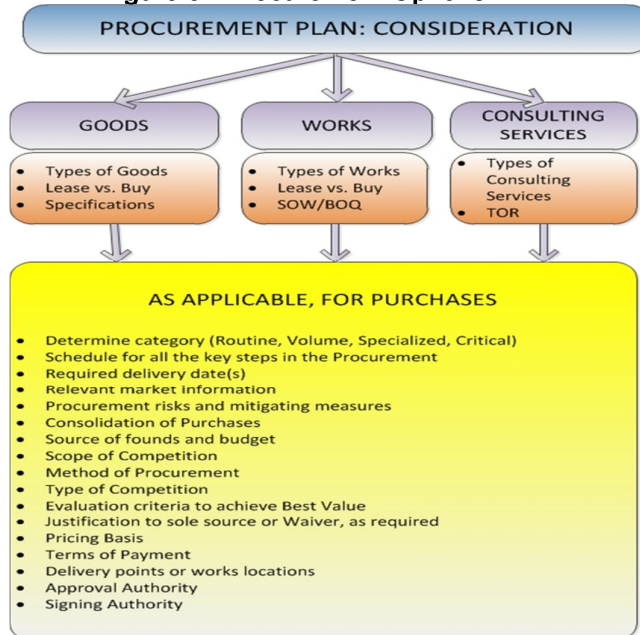 PROCUREMENT PLAN: CONSIDERATION
GOODS
• Types of Goods
• Lease vs. Buy
• Specifications
WORKS
• Types of Works
• Lease vs. Buy
• SOW/BOQ
CONSULTING
SERVICES
• Types of
Consulting
Services
• TOR
AS APPLICABLE, FOR PURCHASES
• Determine category (Routine, Volume, Specialized, Critical)
• Schedule for all the key steps in the Procurement
• Required delivery date(s)
• Relevant market information
• Procurement risks and mitigating measures
• Consolidation of Purchases
• Source of founds and budget
• Scope of Competition
• Method of Procurement
• Type of Competition
• Evaluation criteria to achieve Best Value
• Justification to sole source or Waiver, as required
• Pricing Basis
• Terms of Payment
• Delivery points or works locations
• Approval Authority
• Signing Authority